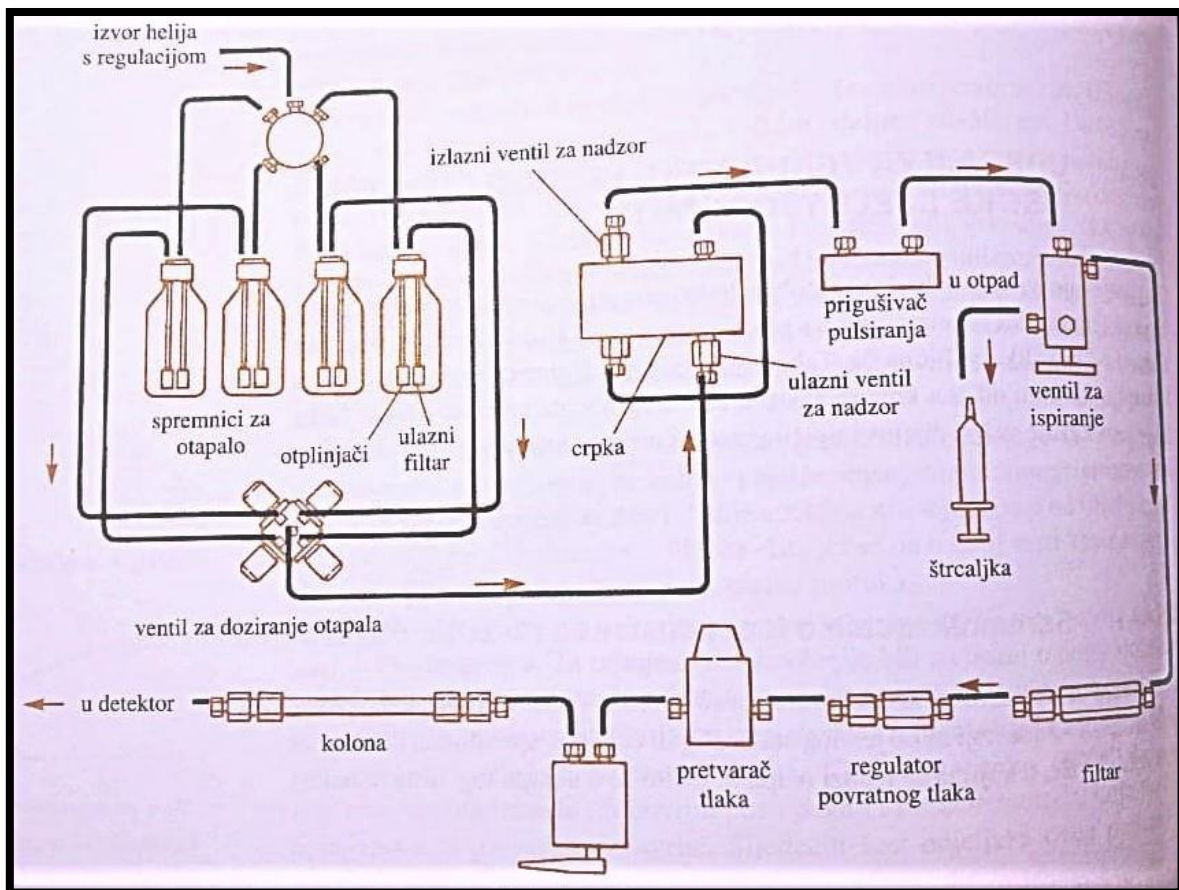 izvor helija
s regulacijom
izlazni ventil za nadzor
u otpad
prigušivač
pulsiranja
ulazni ventil
za nadzor
ventil za
ispiranje
spremnici za
otapalo
otplinjači
ulazni
filtar
crpka
štrcaljka
ventil za doziranje otapala
u detektor
kolona
pretvarač
tlaka
regulator
povratnog tlaka
filtar